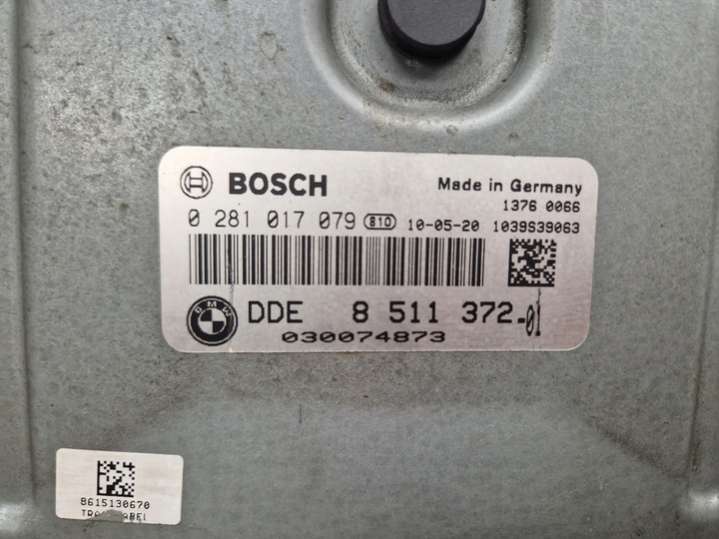 BOSCH
Made in Germany
1376 0066
0 281 017 079 810 10-05-20 1039S39063
BMW
DDE 8 511 372-01
030074873
8615130670